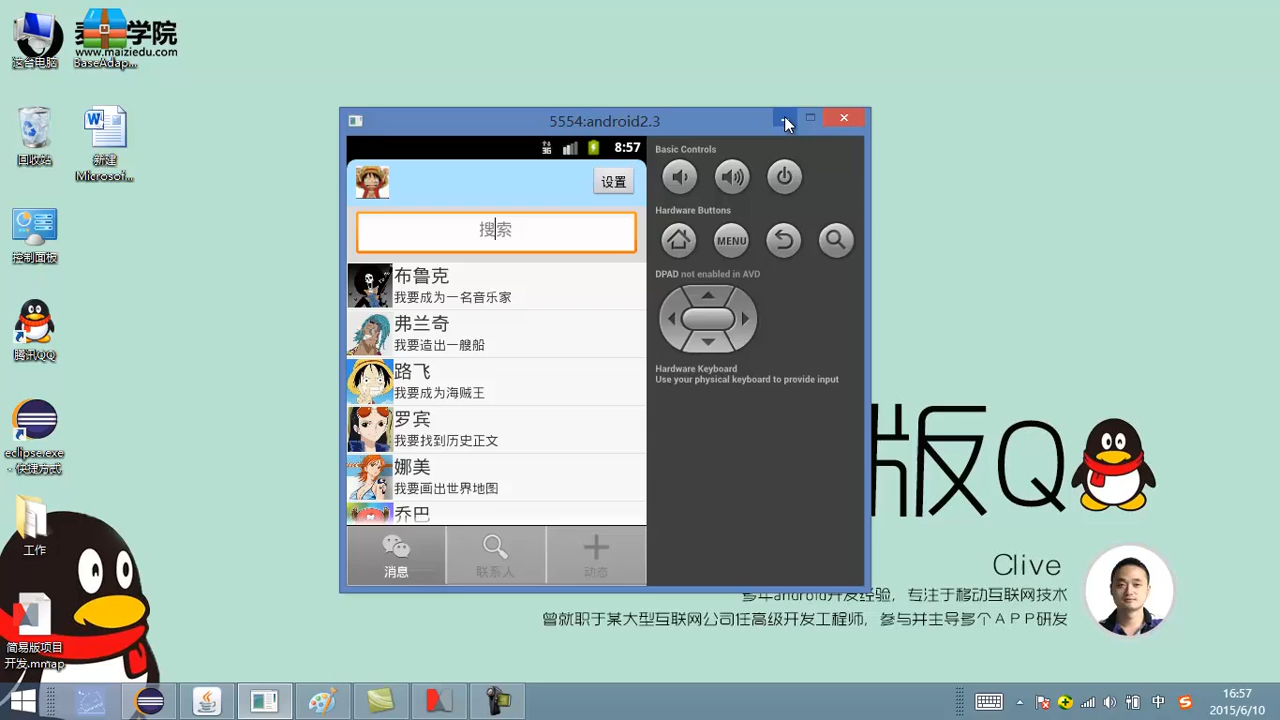 学院
www.maiziedu.com
这台电脑
BaseAdap...
回收站
新建
Microsof...
控制面板
腾讯QQ
eclipse.exe
- 快捷方式
工作
简易版项目
开发.mmap
5554:android2.3
8:57
设置
搜索
布鲁克
我要成为一名音乐家
弗兰奇
我要造出一艘船
路飞
我要成为海贼王
罗宾
我要找到历史正文
娜美
我要画出世界地图
乔巴
消息
联系人
动态
Basic Controls
Hardware Buttons
MENU
DPAD not enabled in AVD
Hardware Keyboard
Use your physical keyboard to provide input
版Q
Clive
多年android开发经验，专注于移动互联网技术
曾就职于某大型互联网公司任高级开发工程师，参与并主导多个APP研发
中
16:57
2015/6/10